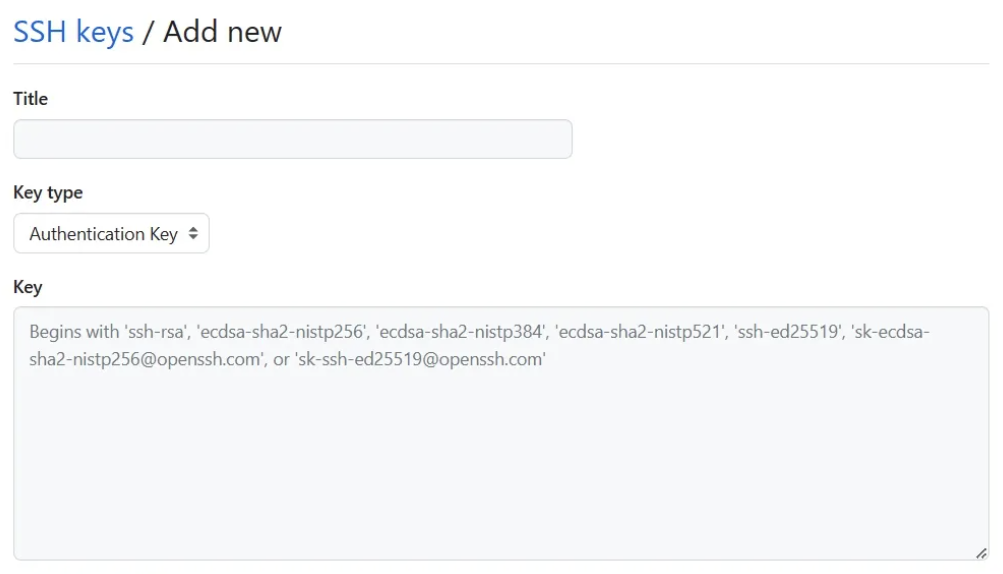 SSH keys / Add new
Title
Key type
Authentication Key
Key
Begins with 'ssh-rsa', 'ecdsa-sha2-nistp256', 'ecdsa-sha2-nistp384', 'ecdsa-sha2-nistp521', 'ssh-ed25519', 'sk-ecdsa-
sha2-nistp256@openssh.com', or 'sk-ssh-ed25519@openssh.com'